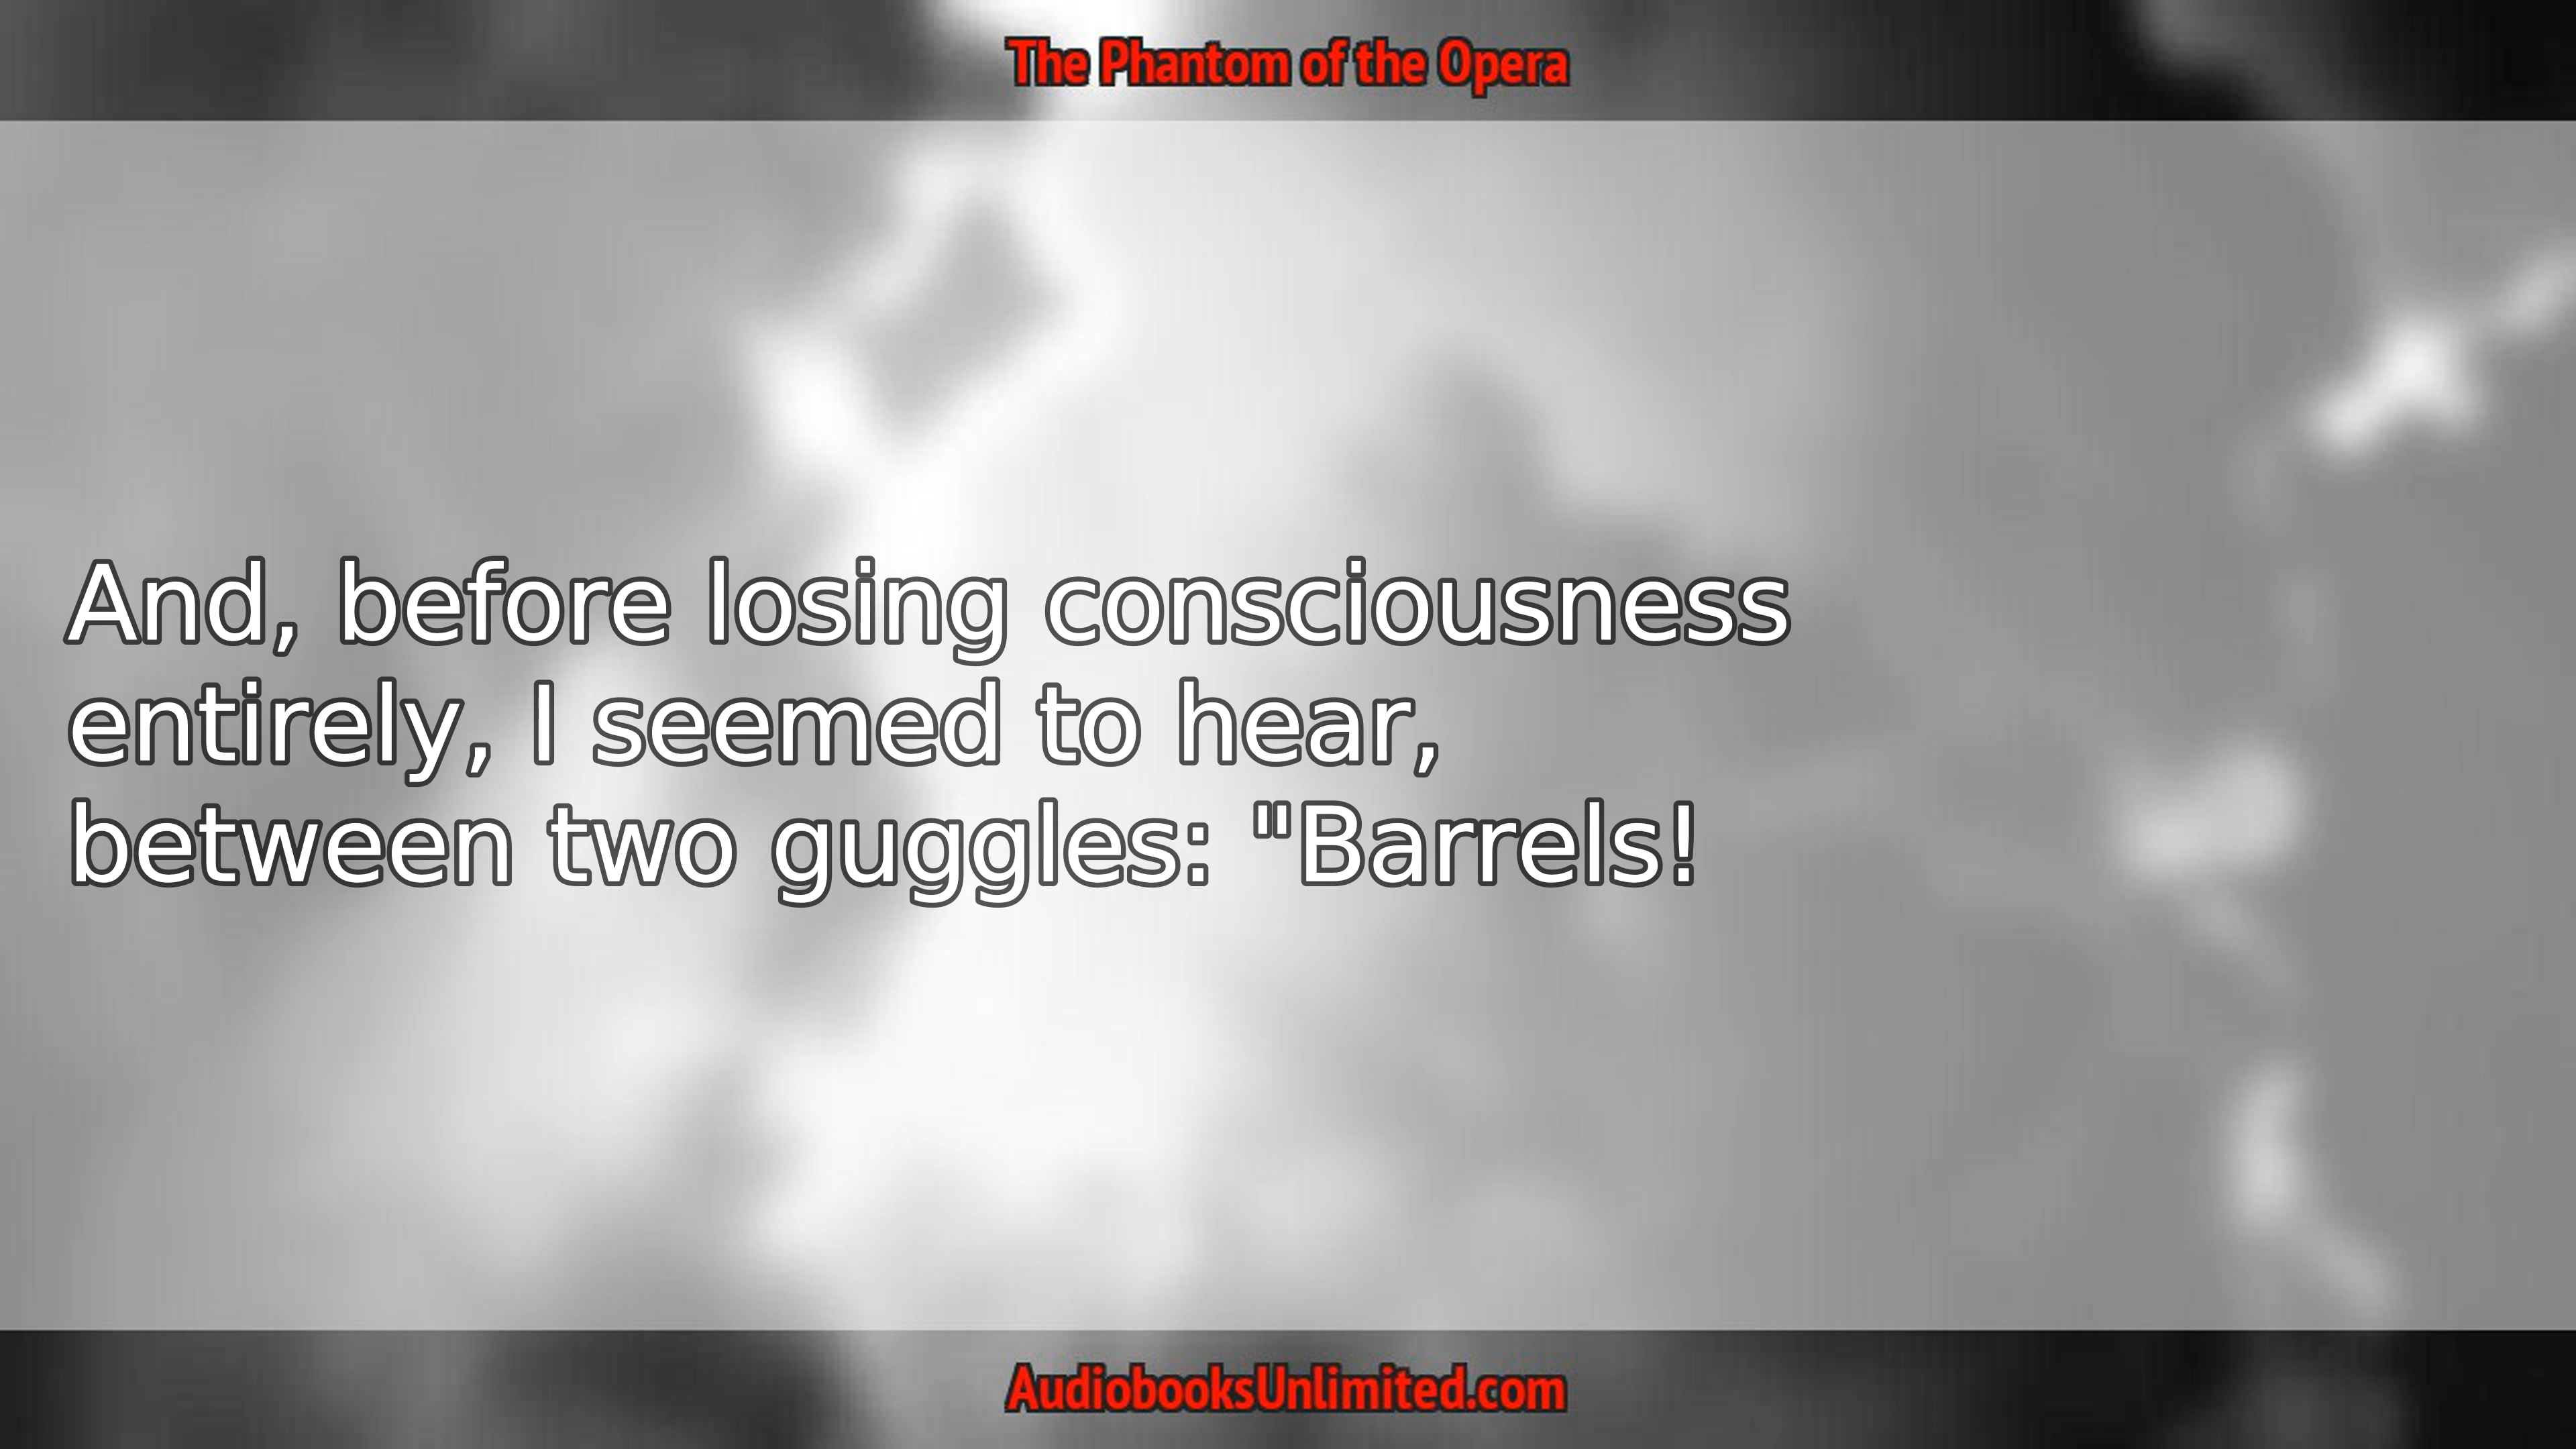 The Phantom of the Opera
And, before losing consciousness
entirely, I seemed to hear,
between two guggles: "Barrels!
AudiobooksUnlimited.com